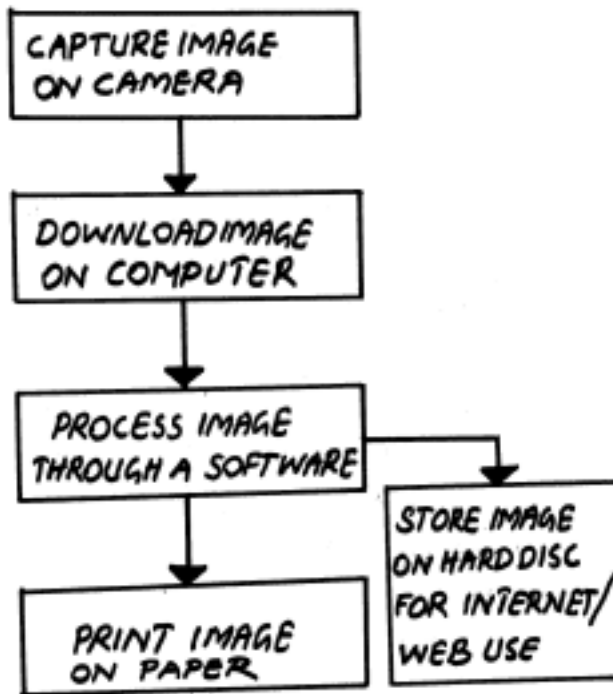 CAPTURE IMAGE
ON CAMERA
DOWNLOAD IMAGE
ON COMPUTER
PROCESS IMAGE
THROUGH A SOFTWARE
STORE IMAGE
ON HARD DISC
FOR INTERNET/
WEB USE
PRINT IMAGE
ON PAPER